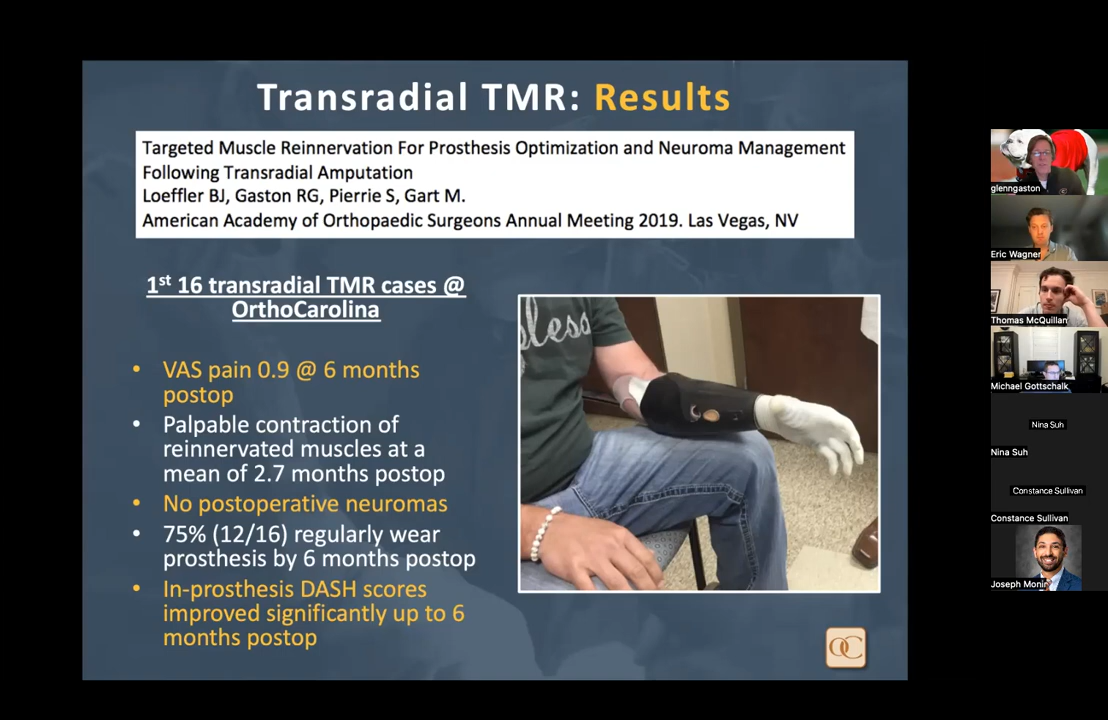 Transradial TMR: Results
Targeted Muscle Reinnervation For Prosthesis Optimization and Neuroma Management
Following Transradial Amputation
Loeffler BJ, Gaston RG, Pierrie S, Gart M.
American Academy of Orthopaedic Surgeons Annual Meeting 2019. Las Vegas, NV
1st 16 transradial TMR cases @
OrthoCarolina
• VAS pain 0.9 @ 6 months
postop
• Palpable contraction of
reinnervated muscles at a
mean of 2.7 months postop
• No postoperative neuromas
• 75% (12/16) regularly wear
prosthesis by 6 months postop
• In-prosthesis DASH scores
improved significantly up to 6
months postop
OC
glenngaston
Eric Wagner
Thomas McQuillan
Michael Gottschalk
Nina Suh
Nina Suh
Constance Sullivan
Constance Sullivan